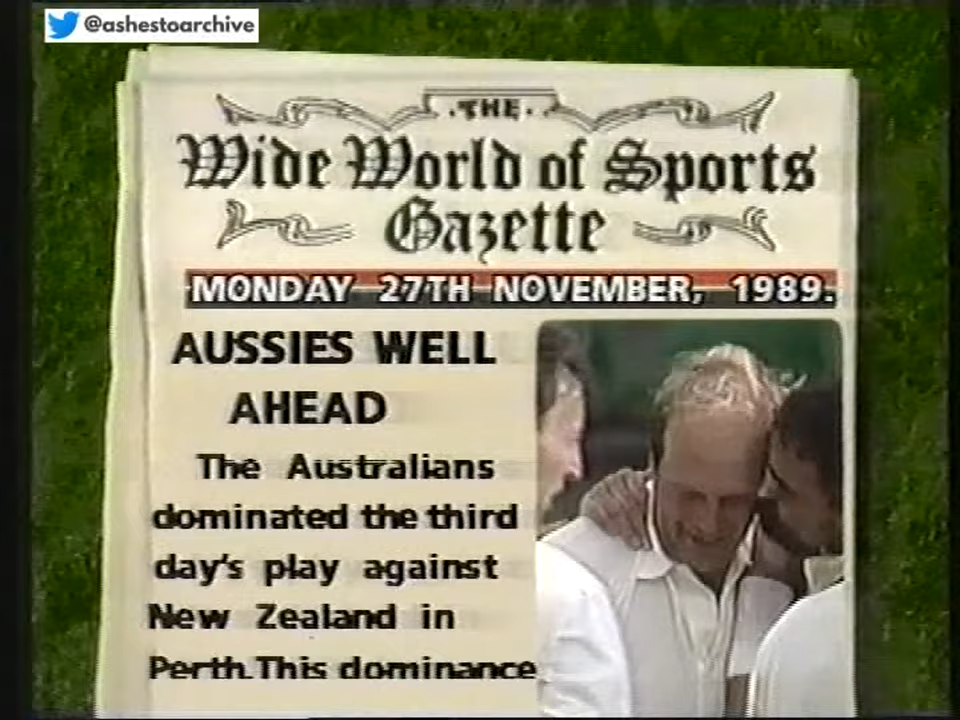 @ashestoarchive
.THE.
Wide World of Sports
Gazette
MONDAY 27TH NOVEMBER, 1989.
AUSSIES WELL
AHEAD
The Australians
dominated the third
day's play against
New Zealand in
Perth.This dominance